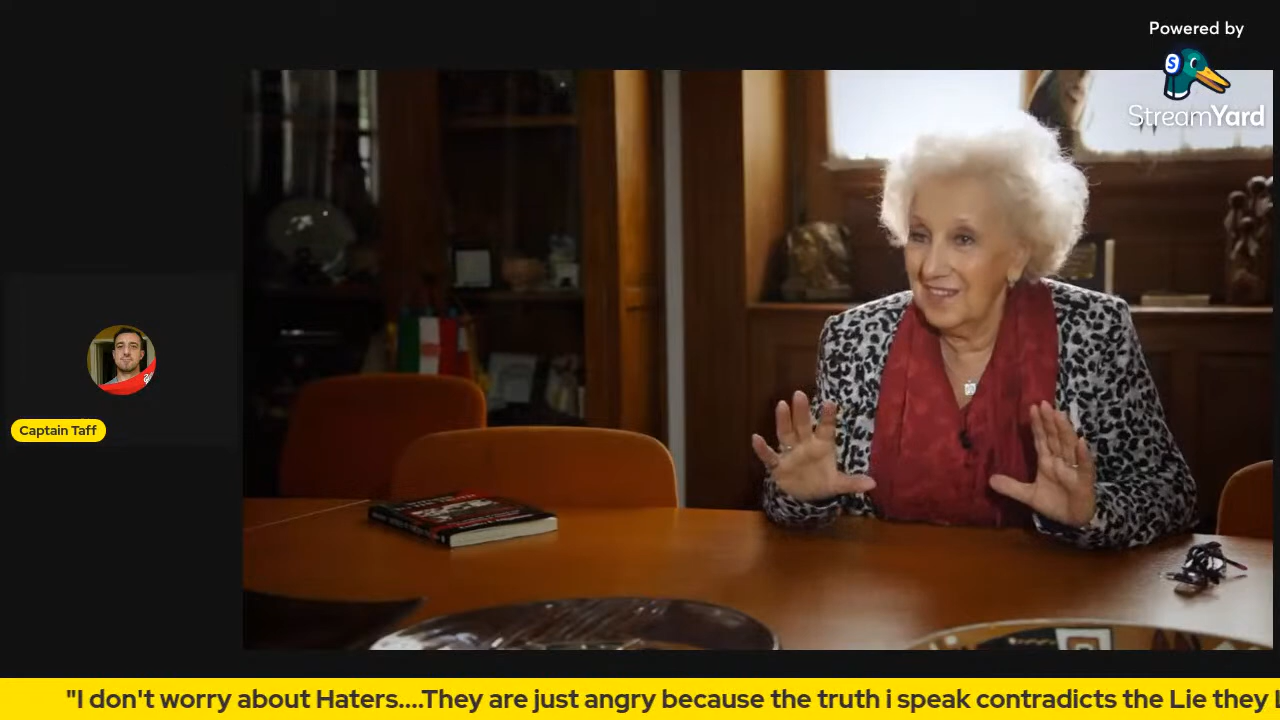 Powered by
StreamYard
Captain Taff
"I don't worry about Haters....They are just angry because the truth i speak contradicts the Lie they